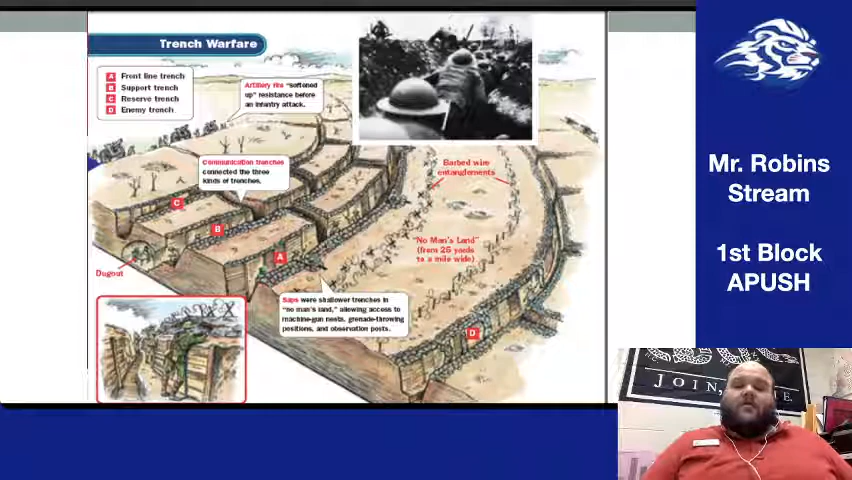 Trench Warfare
A Front line trench
B Support trench
C Reserve trench
D Enemy trench
Artillery fire "softened
up" resistance before
an infantry attack.
Communication trenches
connected the three
kinds of trenches.
Barbed wire
entanglements
C
B
A
"No Man's Land"
(from 25 yards
to a mile wide)
Dugout
Saps were shallower trenches in
"no man's land," allowing access to
machine-gun nests, grenade-throwing
positions, and observation posts.
D
Mr. Robins
Stream
1st Block
APUSH
JOIN,